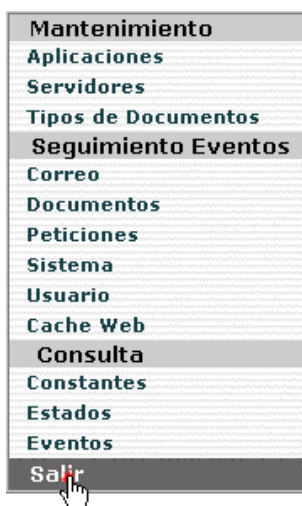 Mantenimiento
Aplicaciones
Servidores
Tipos de Documentos
Seguimiento Eventos
Correo
Documentos
Peticiones
Sistema
Usuario
Cache Web
Consulta
Constantes
Estados
Eventos
Salir